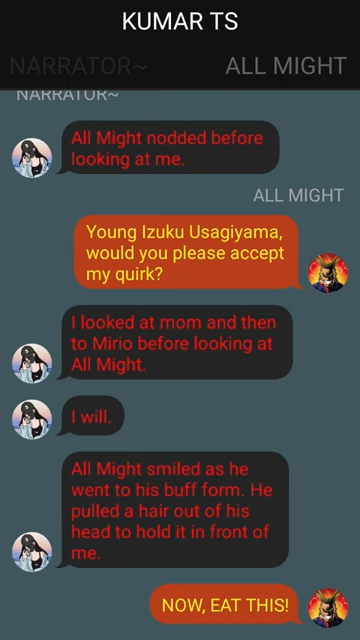 KUMAR TS
NARRATOR~
ALL MIGHT
NARRATOR~
All Might nodded before
looking at me.
ALL MIGHT
Young Izuku Usagiyama,
would you please accept
my quirk?
I looked at mom and then
to Mirio before looking at
All Might.
I will.
All Might smiled as he
went to his buff form. He
pulled a hair out of his
head to hold it in front of
me.
NOW, EAT THIS!